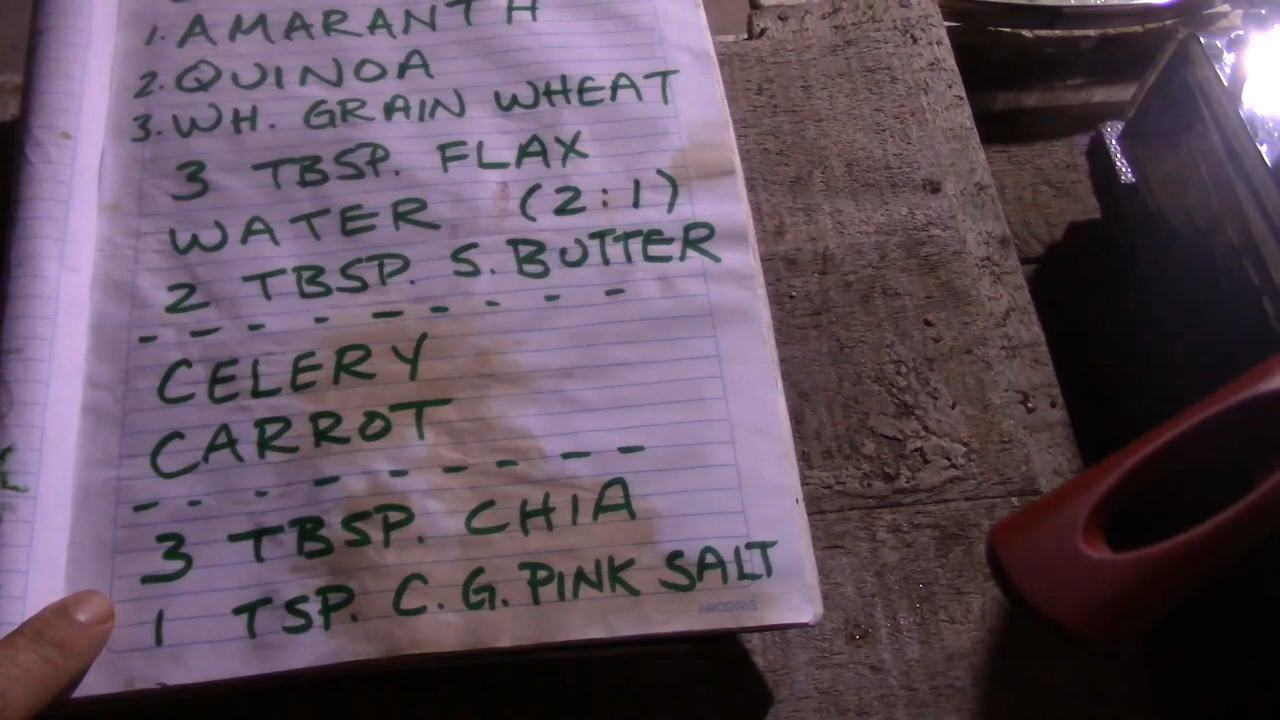 1. AMARANTH
2. QUINOA
3. WH. GRAIN WHEAT
3 TBSP. FLAX
WATER (2:1)
2 TBSP. S. BUTTER
- - - - - - - - -
CELERY
CARROT
- - - - - - - - -
3 TBSP. CHIA
1 TSP. C. G. PINK SALT